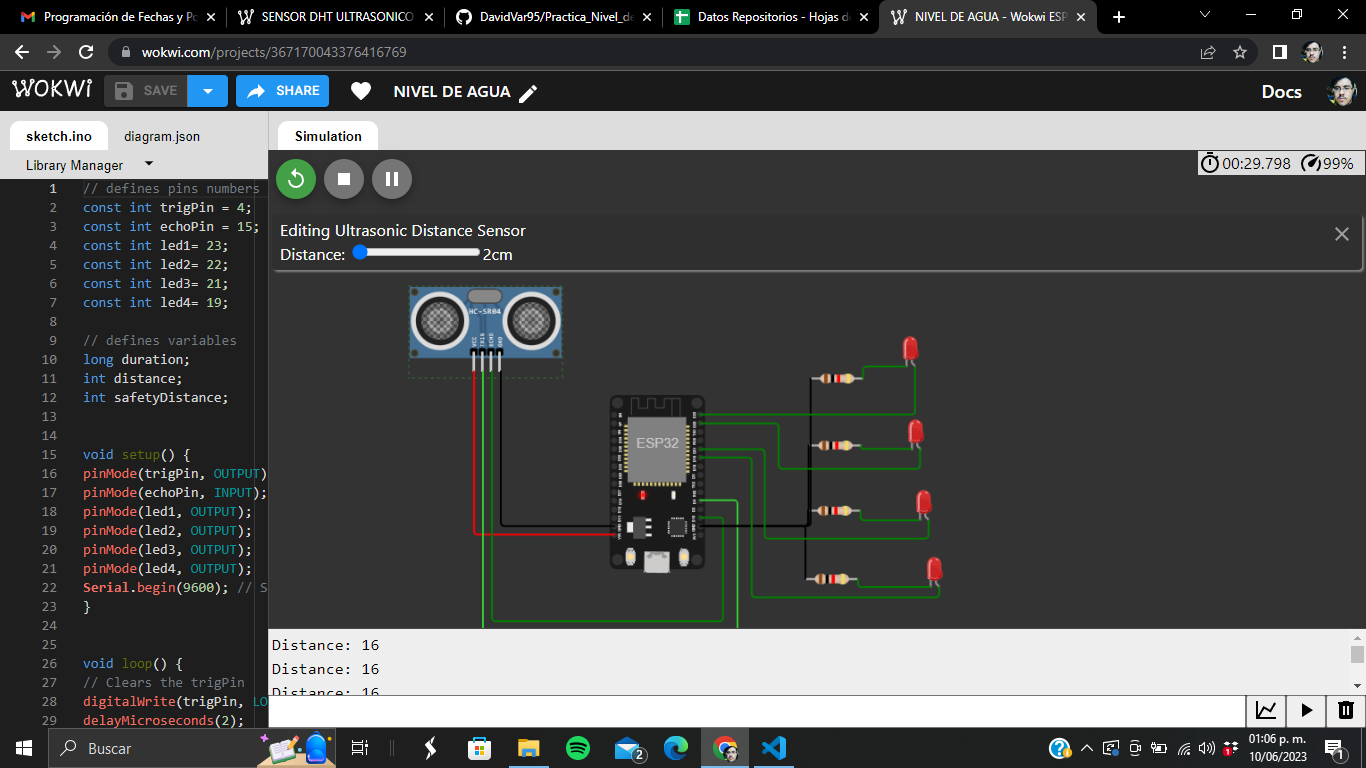 Programación de Fechas y Po
SENSOR DHT ULTRASONICO
DavidVar95/Practica_Nivel_de
Datos Repositorios - Hojas de
NIVEL DE AGUA - Wokwi ESP
wokwi.com/projects/367170043376416769
WOKWI
SAVE
SHARE
NIVEL DE AGUA
Docs
sketch.ino
diagram.json
Library Manager
Simulation
00:29.798
99%
Editing Ultrasonic Distance Sensor
Distance:
2cm
1 // defines pins numbers
2 const int trigPin = 4;
3 const int echoPin = 15;
4 const int led1= 23;
5 const int led2= 22;
6 const int led3= 21;
7 const int led4= 19;
8
9 // defines variables
10 long duration;
11 int distance;
12 int safetyDistance;
13
14
15 void setup() {
16 pinMode(trigPin, OUTPUT)
17 pinMode(echoPin, INPUT);
18 pinMode(led1, OUTPUT);
19 pinMode(led2, OUTPUT);
20 pinMode(led3, OUTPUT);
21 pinMode(led4, OUTPUT);
22 Serial.begin(9600); // S
23 }
24
25
26 void loop() {
27 // Clears the trigPin
28 digitalWrite(trigPin, LO
29 delayMicroseconds(2);
HC-SR04
VCC
TRIG
ECHO
GND
ESP32
Distance: 16
Distance: 16
Distance: 16
Buscar
2
1
01:06 p. m.
10/06/2023
1